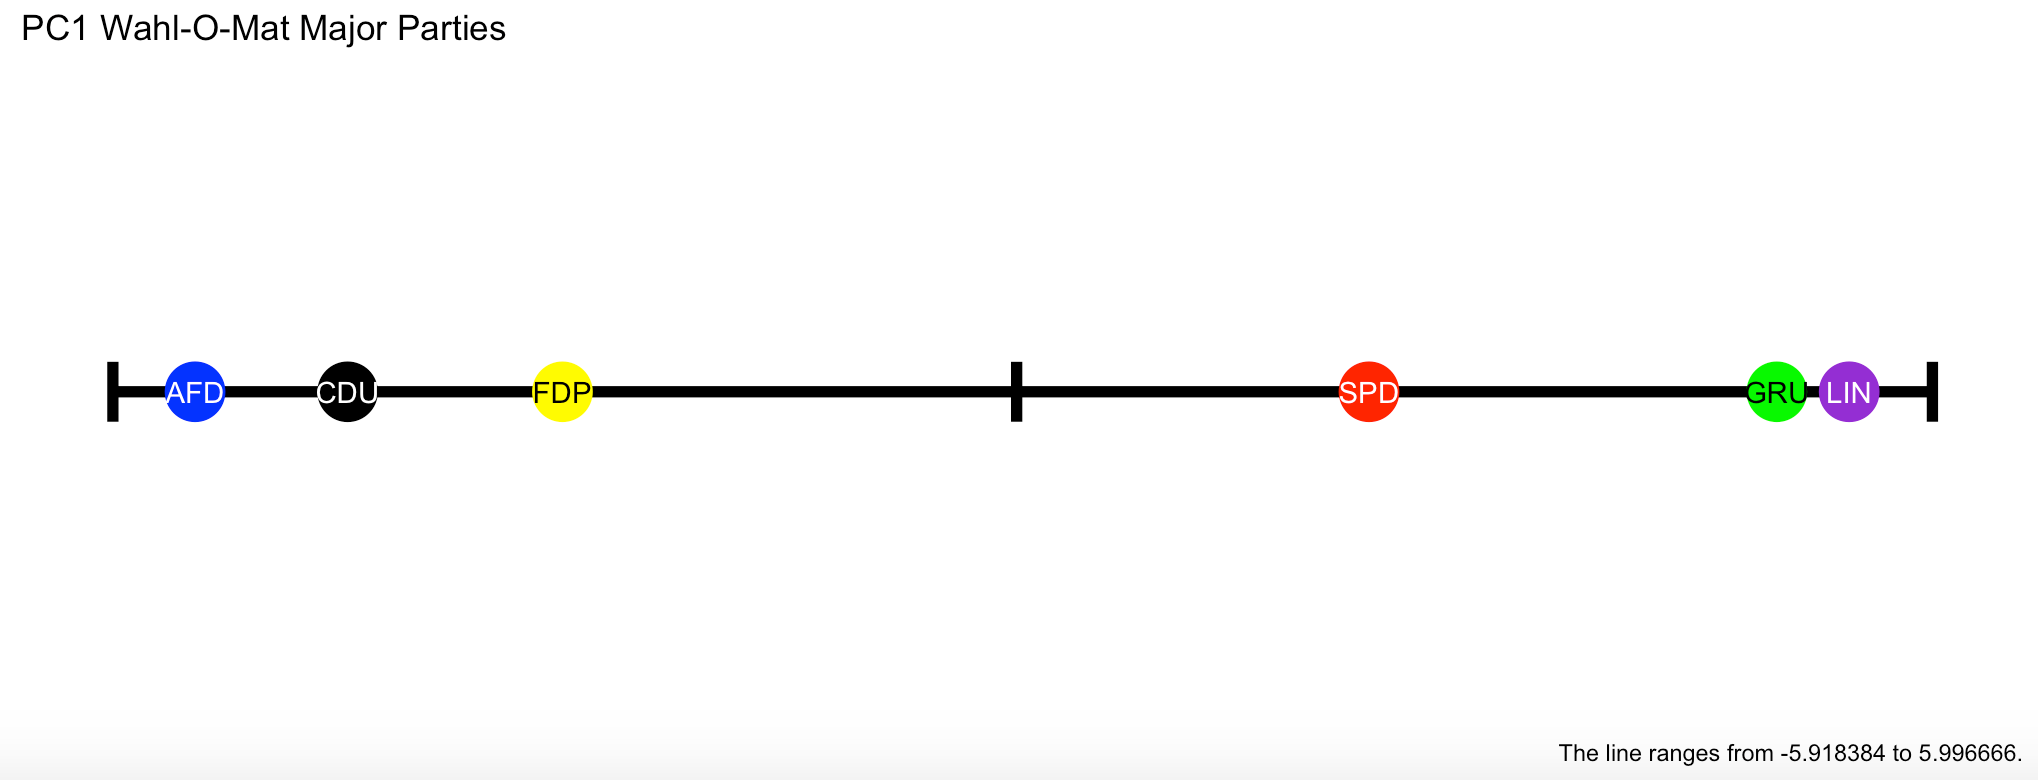 PC1 Wahl-O-Mat Major Parties
AFD CDU FDP SPD GRU LIN
The line ranges from -5.918384 to 5.996666.